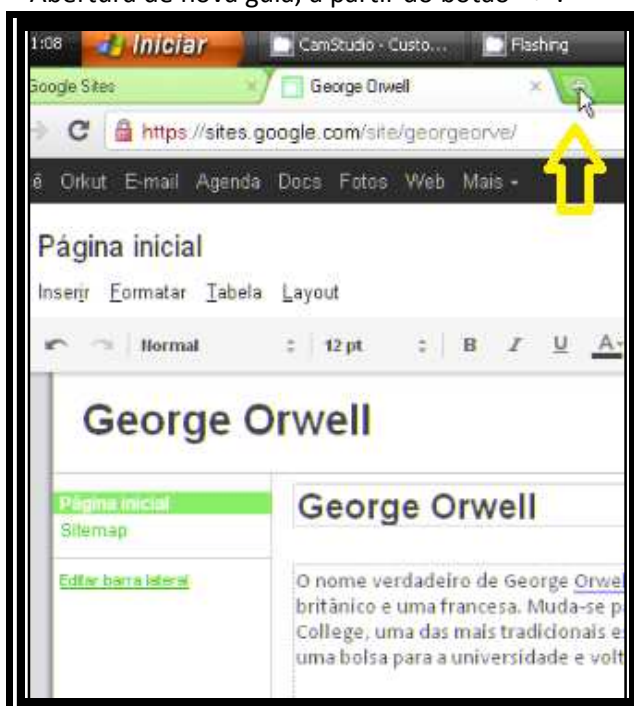 Abertura de nova guia, a partir do botão "+".
1:08 Iniciar CamStudio - Custo... Flashing
Google Sites × George Orwell ×
https://sites.google.com/site/georgeorve/
ê Orkut E-mail Agenda Docs Fotos Web Mais
Página inicial
Inserir Formatar Tabela Layout
Normal 12 pt B I U A
George Orwell
Página inicial
Sitemap
Editar barra lateral
George Orwell
O nome verdadeiro de George Orwe
britânico e uma francesa. Muda-se p
College, uma das mais tradicionais e
uma bolsa para a universidade e volt